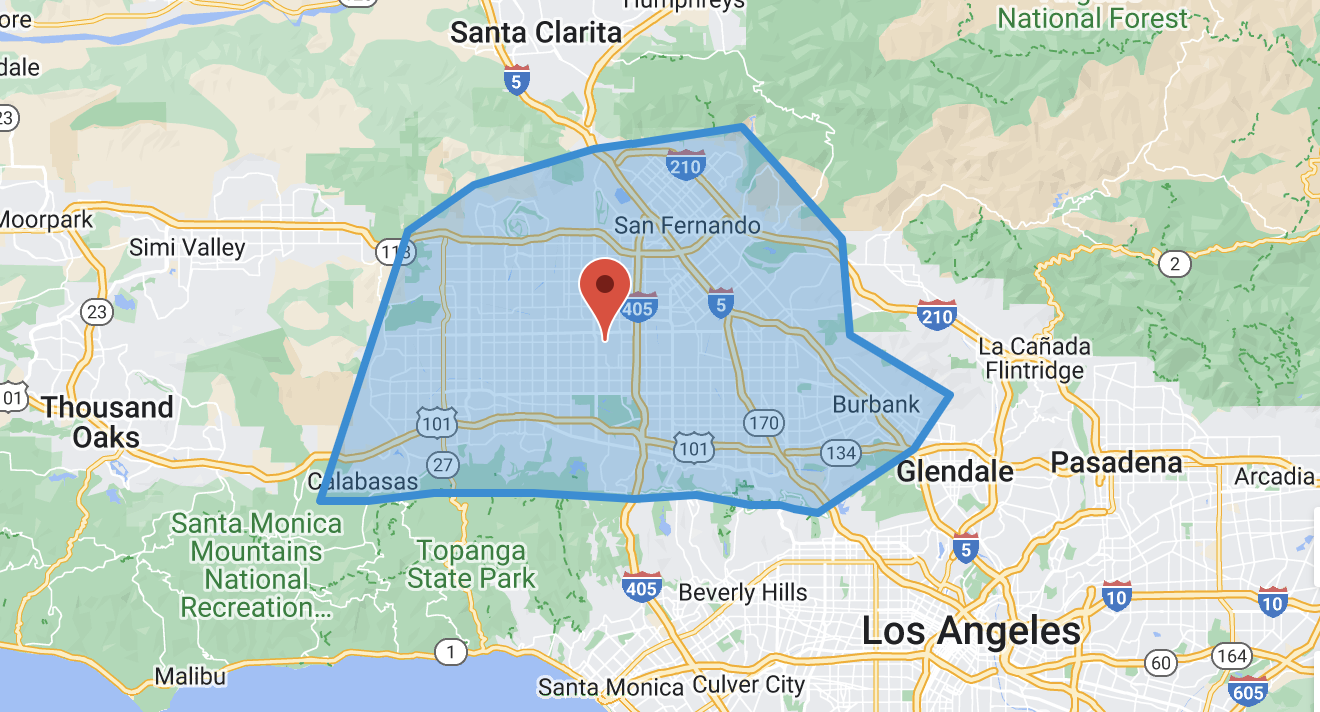 ore
Humphreys
National Forest
Santa Clarita
5
dale
23
210
Moorpark
San Fernando
Simi Valley
118
2
23
405
5
210
La Cañada
Flintridge
01
Thousand
Oaks
Burbank
101
170
101
134
27
Glendale
Pasadena
Arcadia
Calabasas
Santa Monica
Mountains
National
Recreation...
Topanga
State Park
5
405
Beverly Hills
10
10
Los Angeles
1
60
164
Malibu
Santa Monica
Culver City
605